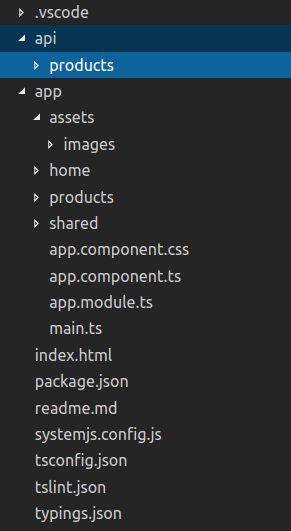 .vscode
api
products
app
assets
images
home
products
shared
app.component.css
app.component.ts
app.module.ts
main.ts
index.html
package.json
readme.md
systemjs.config.js
tsconfig.json
tslint.json
typings.json